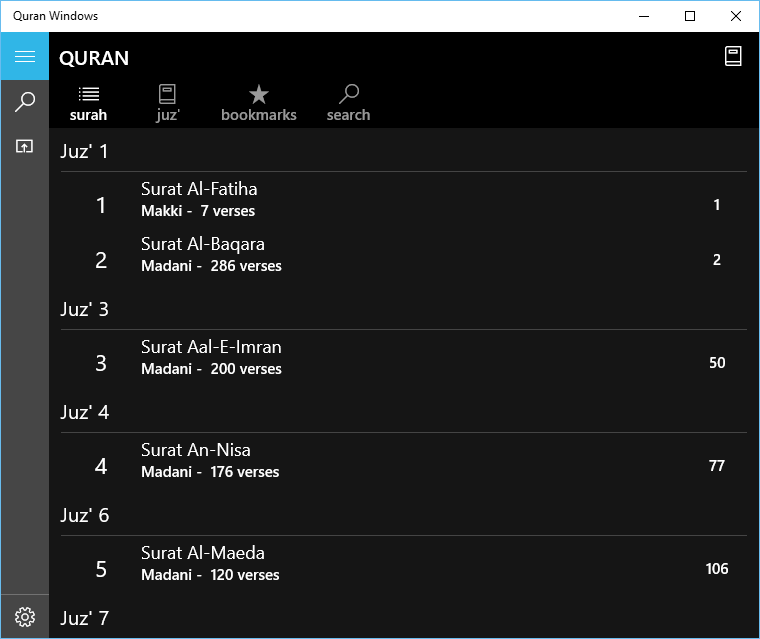 Quran Windows
QURAN
surah juz' bookmarks search
Juz' 1
1 Surat Al-Fatiha 1
Makki - 7 verses
2 Surat Al-Baqara 2
Madani - 286 verses
Juz' 3
3 Surat Aal-E-Imran 50
Madani - 200 verses
Juz' 4
4 Surat An-Nisa 77
Madani - 176 verses
Juz' 6
5 Surat Al-Maeda 106
Madani - 120 verses
Juz' 7